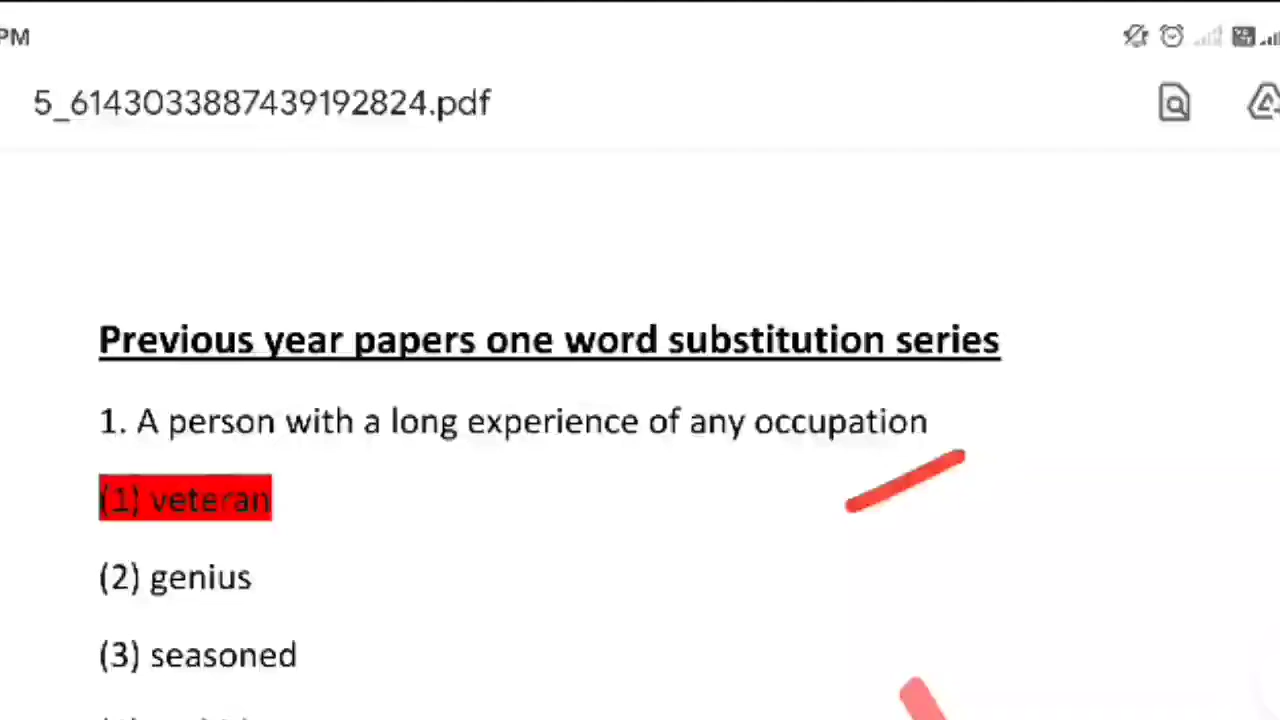 PM
5_6143033887439192824.pdf
Previous year papers one word substitution series
1. A person with a long experience of any occupation
(1) veteran
(2) genius
(3) seasoned